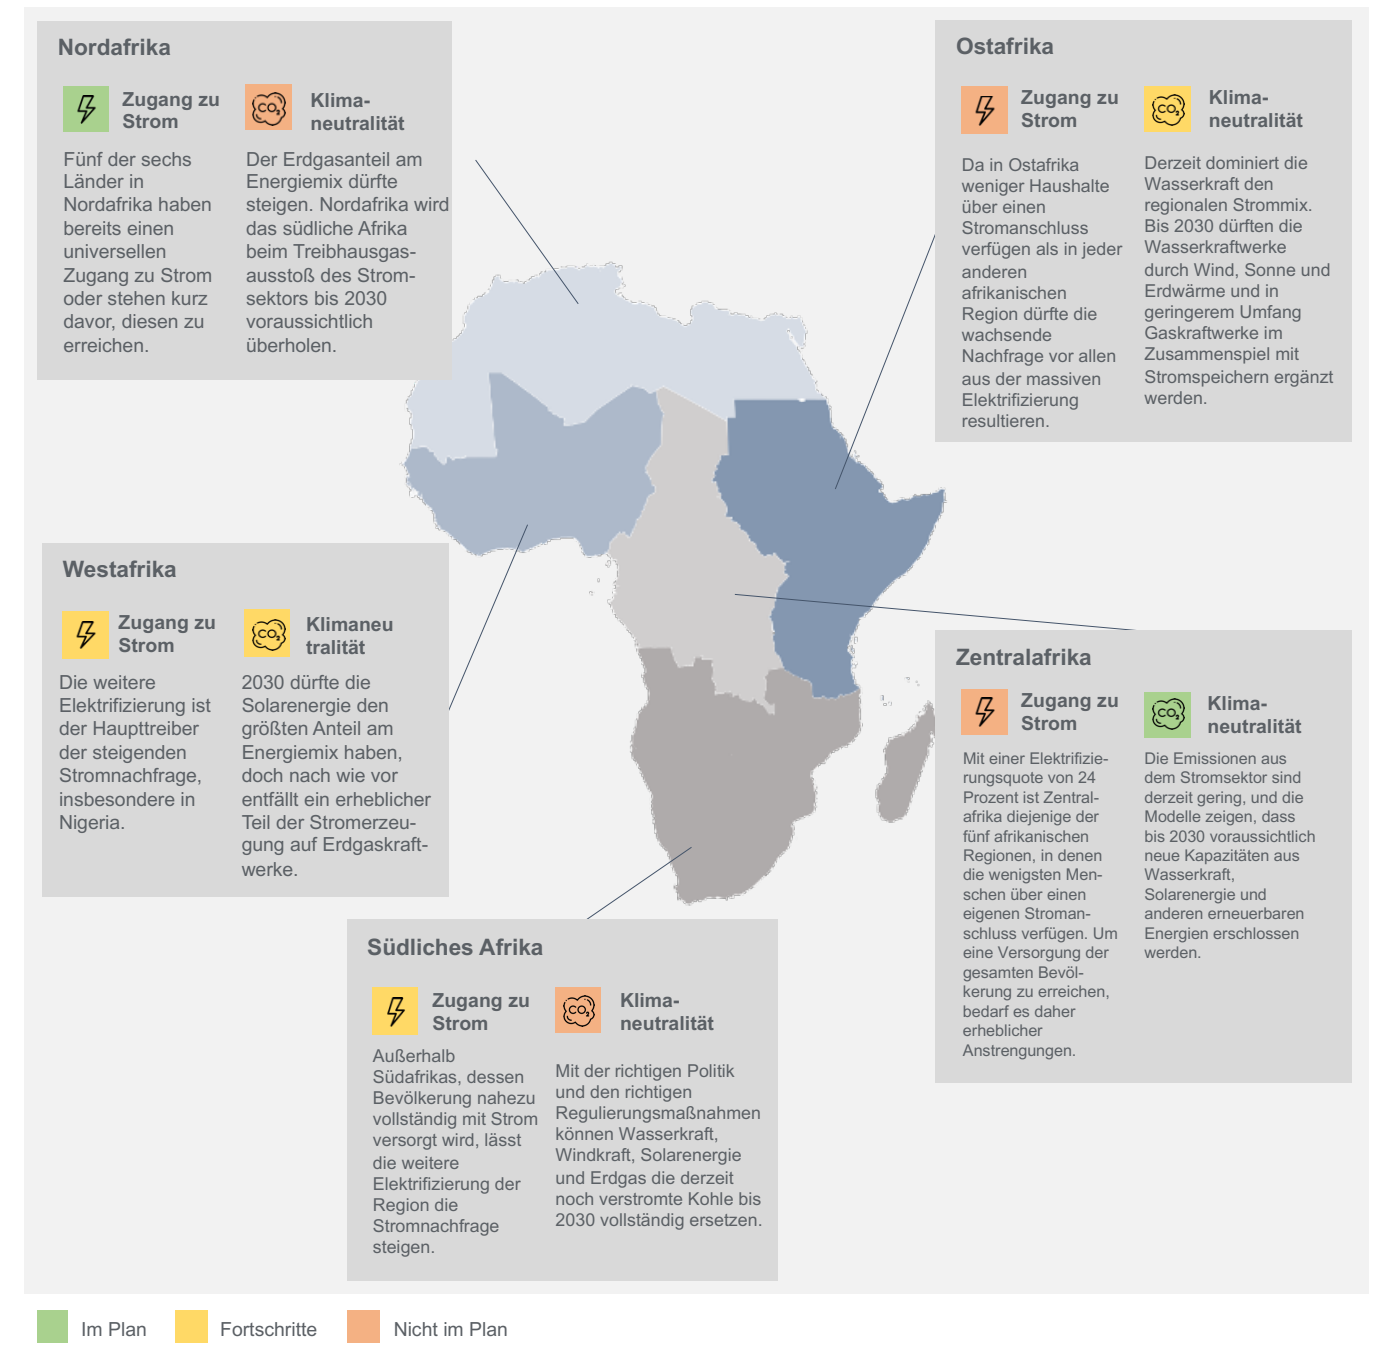 Nordafrika
Zugang zu
Strom
Fünf der sechs
Länder in
Nordafrika haben
bereits einen
universellen
Zugang zu Strom
oder stehen kurz
davor, diesen zu
erreichen.
CO2
Klima-
neutralität
Der Erdgasanteil am
Energiemix dürfte
steigen. Nordafrika wird
das südliche Afrika
beim Treibhausgas-
ausstoß des Strom-
sektors bis 2030
voraussichtlich
überholen.
Ostafrika
Zugang zu
Strom
Da in Ostafrika
weniger Haushalte
über einen
Stromanschluss
verfügen als in jeder
anderen
afrikanischen
Region dürfte die
wachsende
Nachfrage vor allen
aus der massiven
Elektrifizierung
resultieren.
CO2
Klima-
neutralität
Derzeit dominiert die
Wasserkraft den
regionalen Strommix.
Bis 2030 dürften die
Wasserkraftwerke
durch Wind, Sonne und
Erdwärme und in
geringerem Umfang
Gaskraftwerke im
Zusammenspiel mit
Stromspeichern ergänzt
werden.
Westafrika
Zugang zu
Strom
Die weitere
Elektrifizierung ist
der Haupttreiber
der steigenden
Stromnachfrage,
insbesondere in
Nigeria.
CO2
Klimaneu
tralität
2030 dürfte die
Solarenergie den
größten Anteil am
Energiemix haben,
doch nach wie vor
entfällt ein erheblicher
Teil der Stromerzeu-
gung auf Erdgaskraft-
werke.
Zentralafrika
Zugang zu
Strom
Mit einer Elektrifizie-
rungsquote von 24
Prozent ist Zentral-
afrika diejenige der
fünf afrikanischen
Regionen, in denen
die wenigsten Men-
schen über einen
eigenen Stroman-
schluss verfügen. Um
eine Versorgung der
gesamten Bevöl-
kerung zu erreichen,
bedarf es daher
erheblicher
Anstrengungen.
CO2
Klima-
neutralität
Die Emissionen aus
dem Stromsektor sind
derzeit gering, und die
Modelle zeigen, dass
bis 2030 voraussichtlich
neue Kapazitäten aus
Wasserkraft,
Solarenergie und
anderen erneuerbaren
Energien erschlossen
werden.
Südliches Afrika
Zugang zu
Strom
Außerhalb
Südafrikas, dessen
Bevölkerung nahezu
vollständig mit Strom
versorgt wird, lässt
die weitere
Elektrifizierung der
Region die
Stromnachfrage
steigen.
CO2
Klima-
neutralität
Mit der richtigen Politik
und den richtigen
Regulierungsmaßnahmen
können Wasserkraft,
Windkraft, Solarenergie
und Erdgas die derzeit
noch verstromte Kohle bis
2030 vollständig ersetzen.
Im Plan
Fortschritte
Nicht im Plan